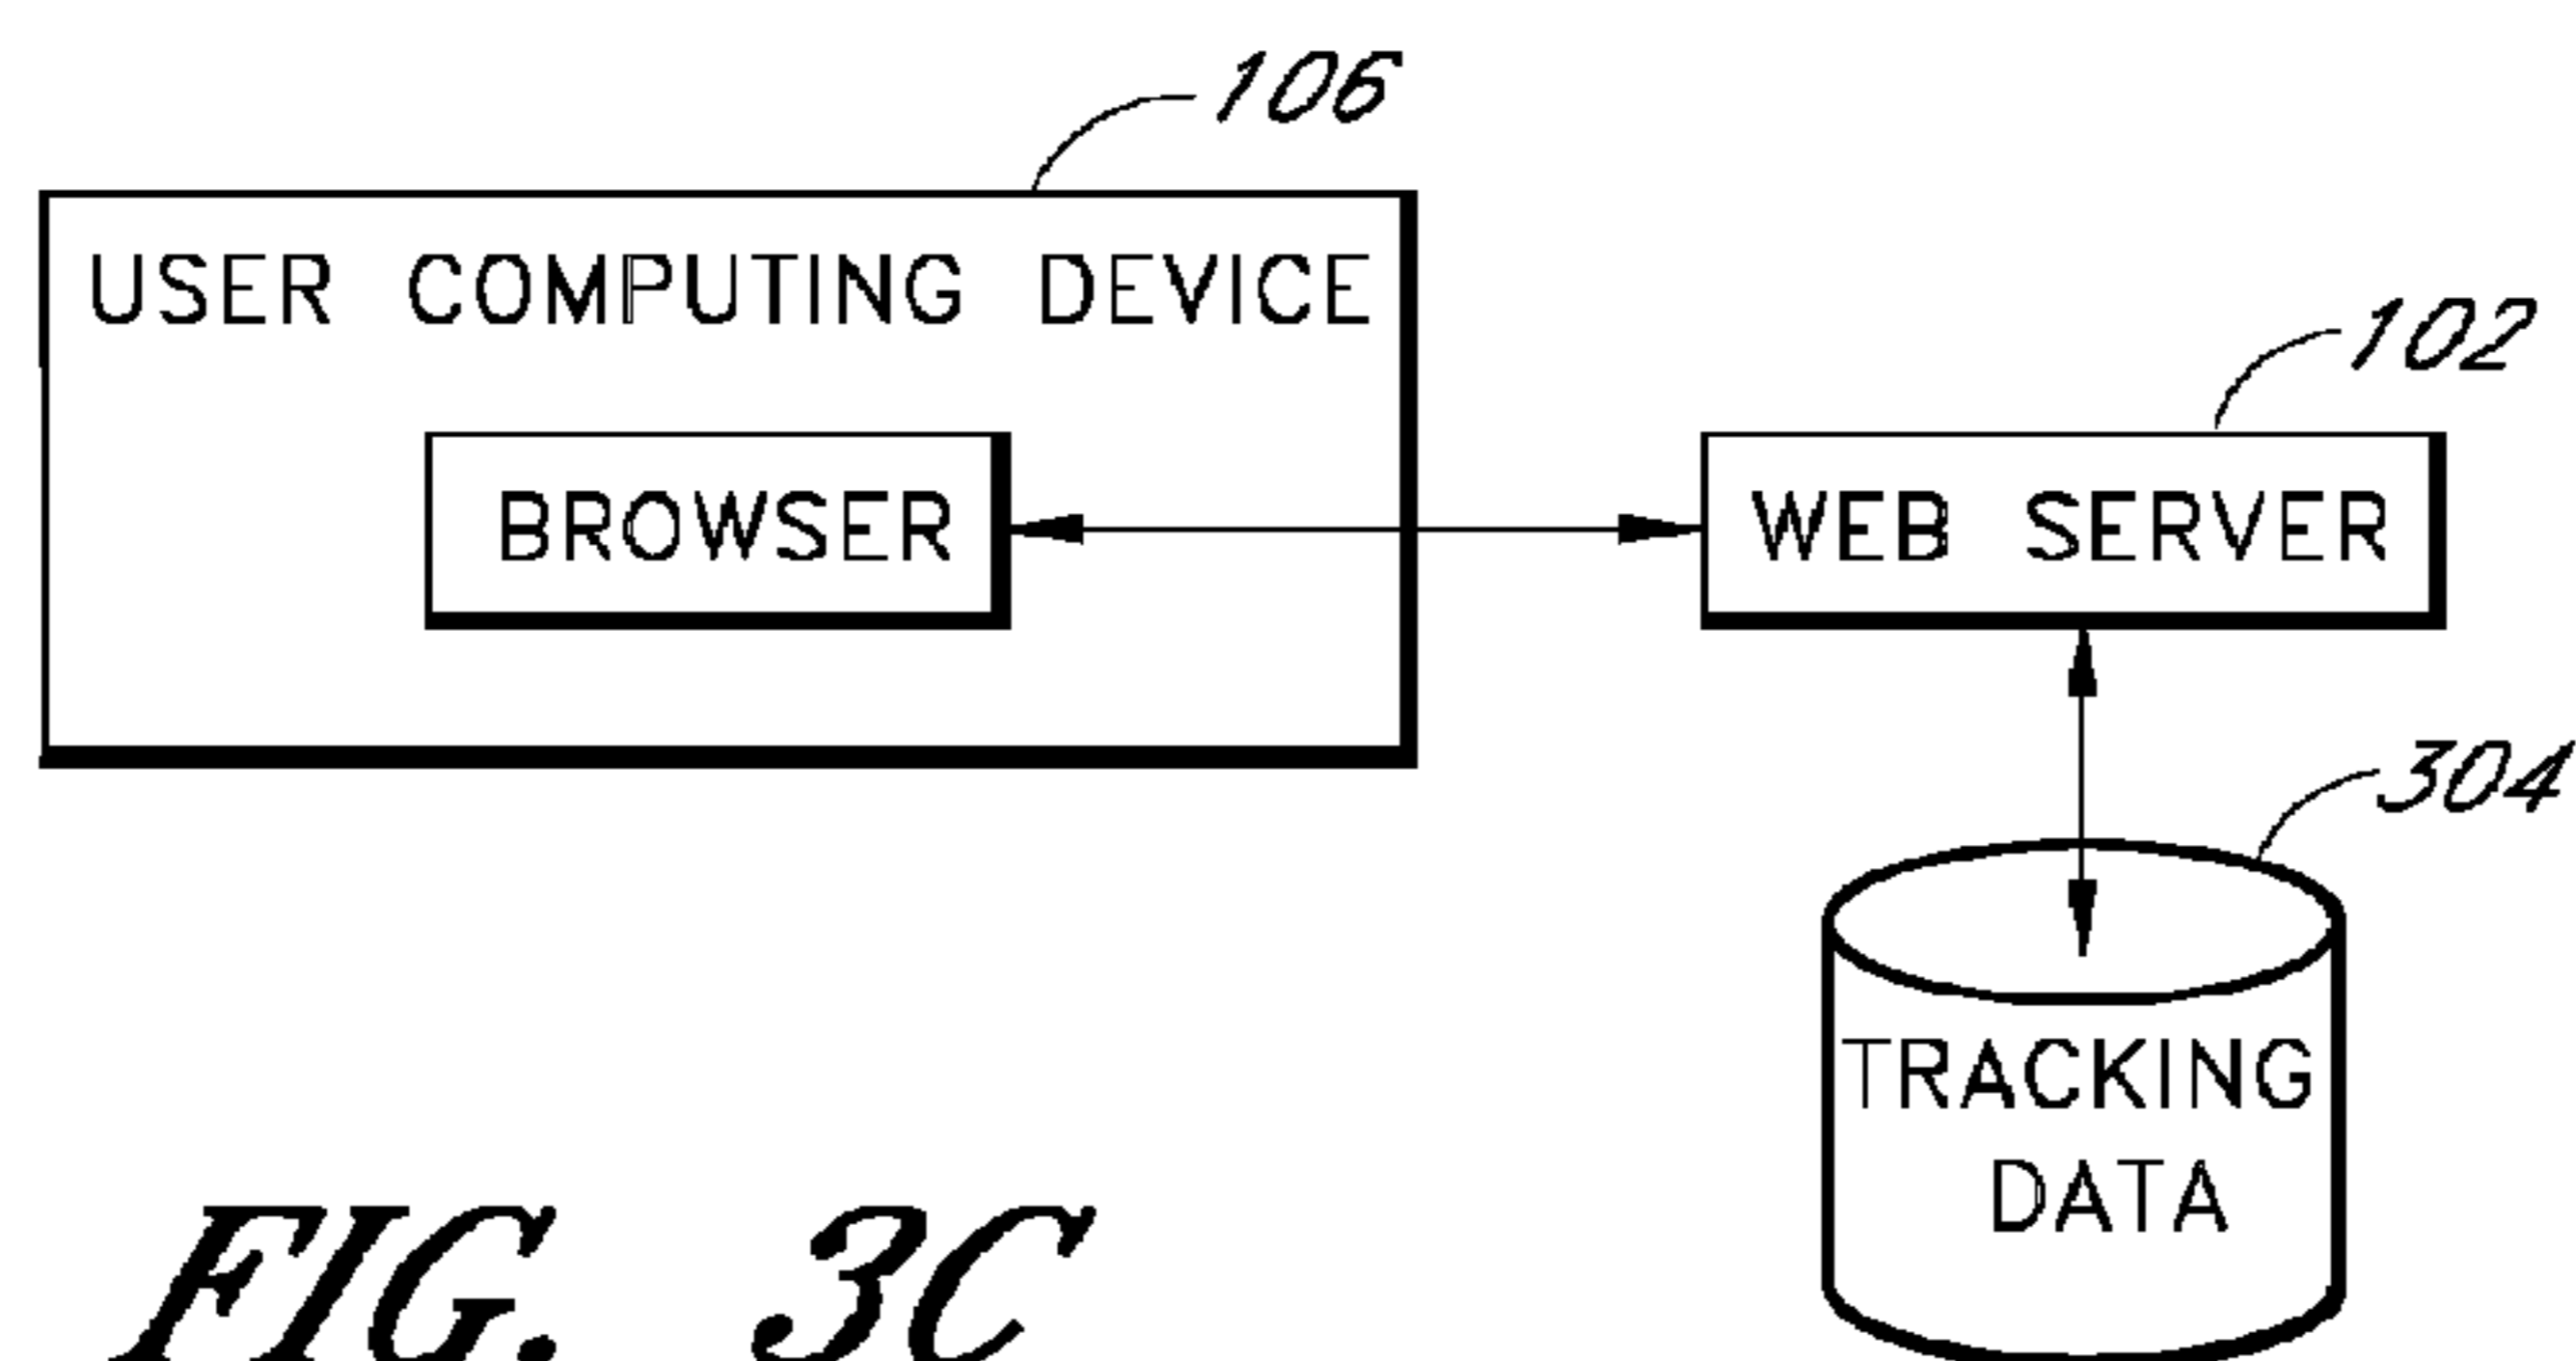 106
USER COMPUTING DEVICE
102
BROWSER
WEB SERVER
304
TRACKING
DATA
FIG. 3C